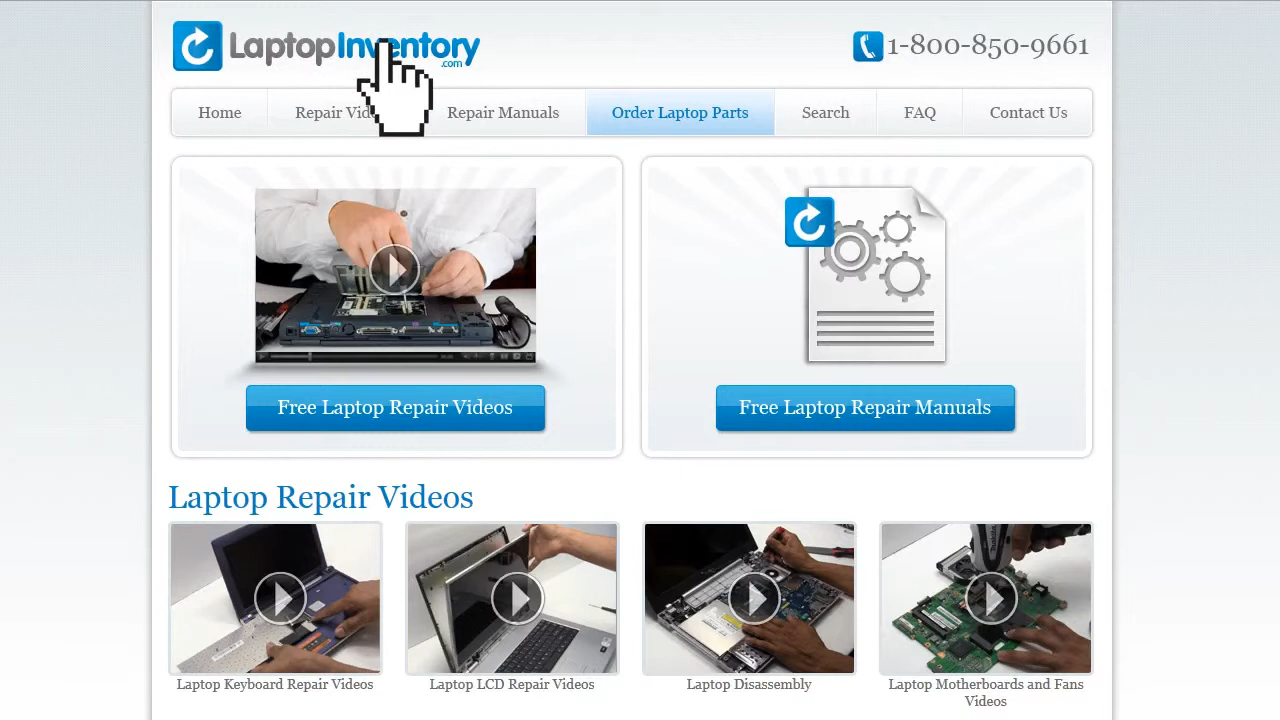 LaptopInventory
.com
1-800-850-9661
Home
Repair Vid
Repair Manuals
Order Laptop Parts
Search
FAQ
Contact Us
Free Laptop Repair Videos
Free Laptop Repair Manuals
Laptop Repair Videos
Laptop Keyboard Repair Videos
Laptop LCD Repair Videos
Laptop Disassembly
Laptop Motherboards and Fans
Videos